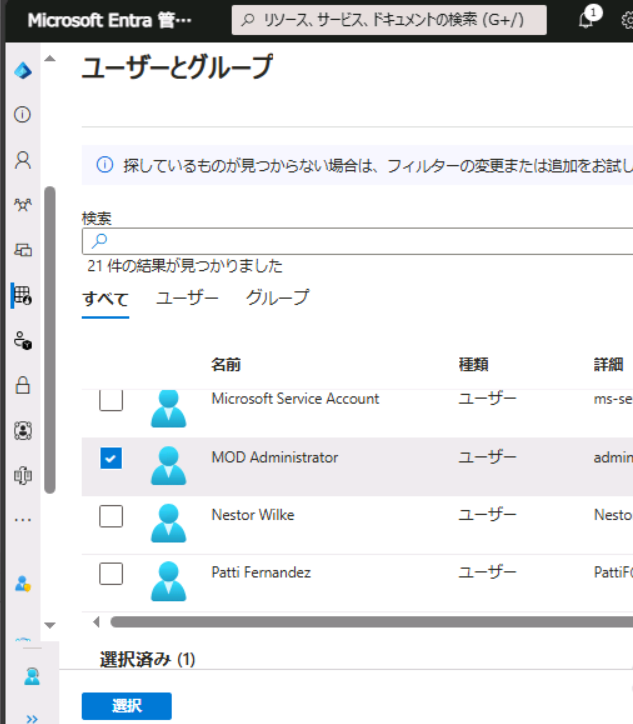 Microsoft Entra 管…
リソース、サービス、ドキュメントの検索 (G+/)
1
ユーザーとグループ
探しているものが見つからない場合は、フィルターの変更または追加をお試し
検索
21 件の結果が見つかりました
すべて ユーザー グループ
名前 種類 詳細
Microsoft Service Account ユーザー ms-se
MOD Administrator ユーザー admin
Nestor Wilke ユーザー Nesto
Patti Fernandez ユーザー PattiF
選択済み (1)
選択